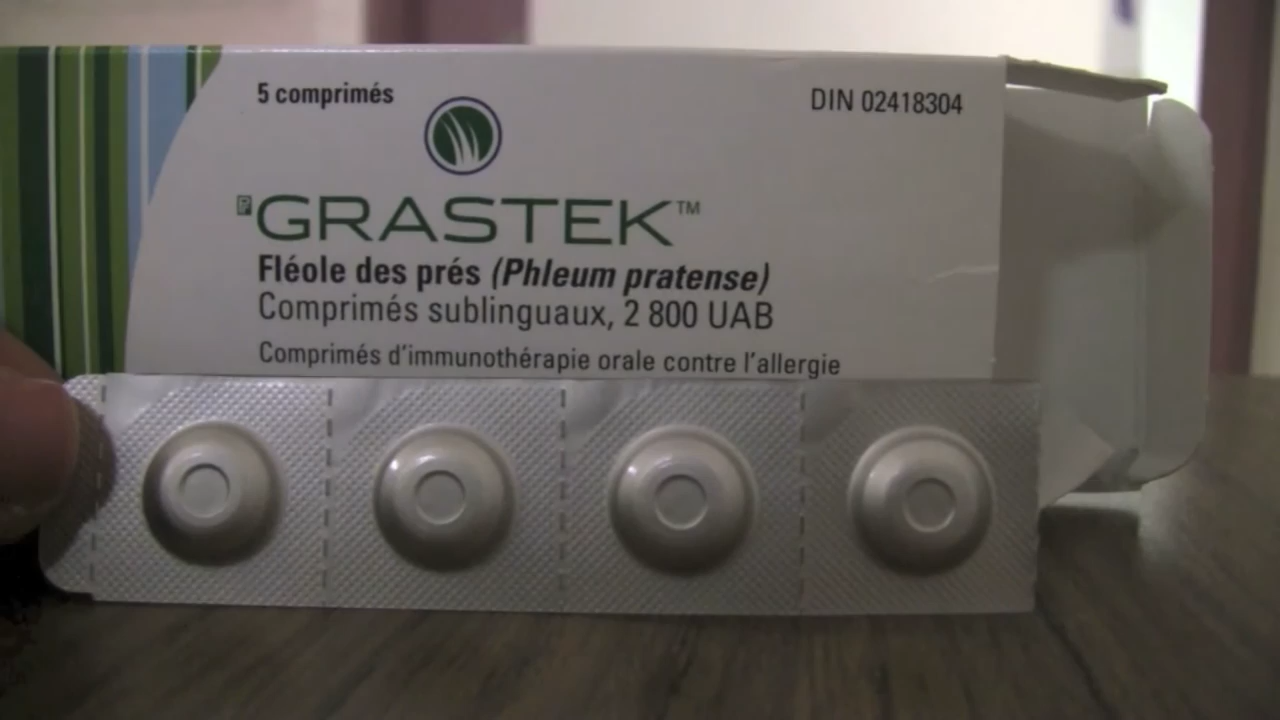 5 comprimés
DIN 02418304
GRASTEK™
Fléole des prés (Phleum pratense)
Comprimés sublinguaux, 2 800 UAB
Comprimés d'immunothérapie orale contre l'allergie